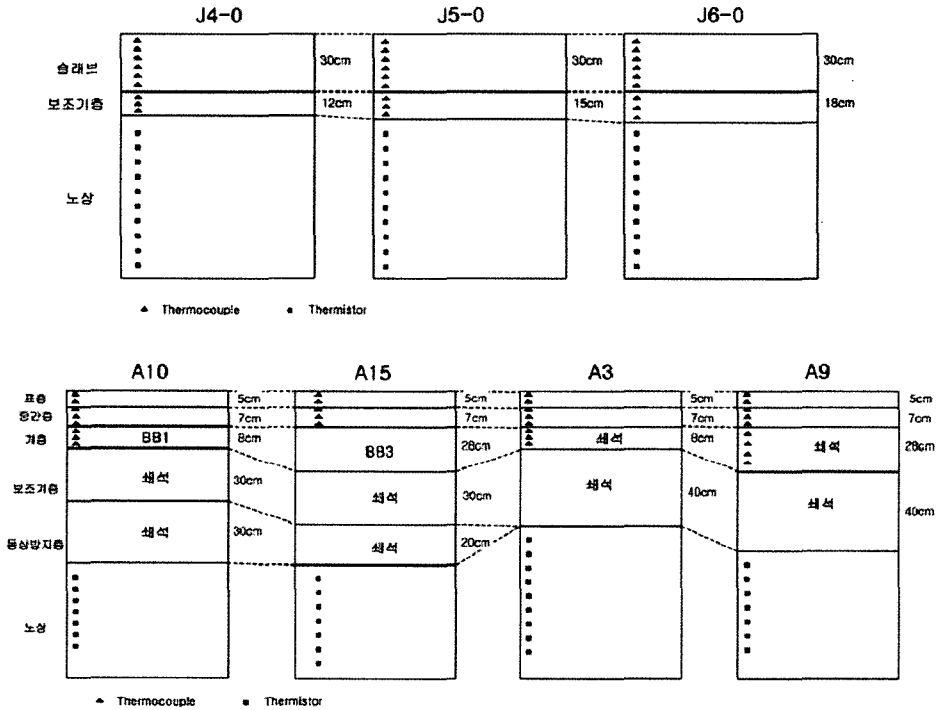 J4-0 J5-0 J6-0
슬래브 30cm 30cm 30cm
보조기층 12cm 15cm 18cm
노상
▲ Thermocouple ■ Thermistor
A10 A15 A3 A9
표층 5cm 5cm 5cm 5cm
중간층 7cm 7cm 7cm 7cm
기층 BB1 8cm BB3 28cm 쇄석 8cm 쇄석 28cm
보조기층 쇄석 30cm 쇄석 30cm 쇄석 40cm 쇄석 40cm
동상방지층 쇄석 30cm 쇄석 20cm
노상
▲ Thermocouple ■ Thermistor